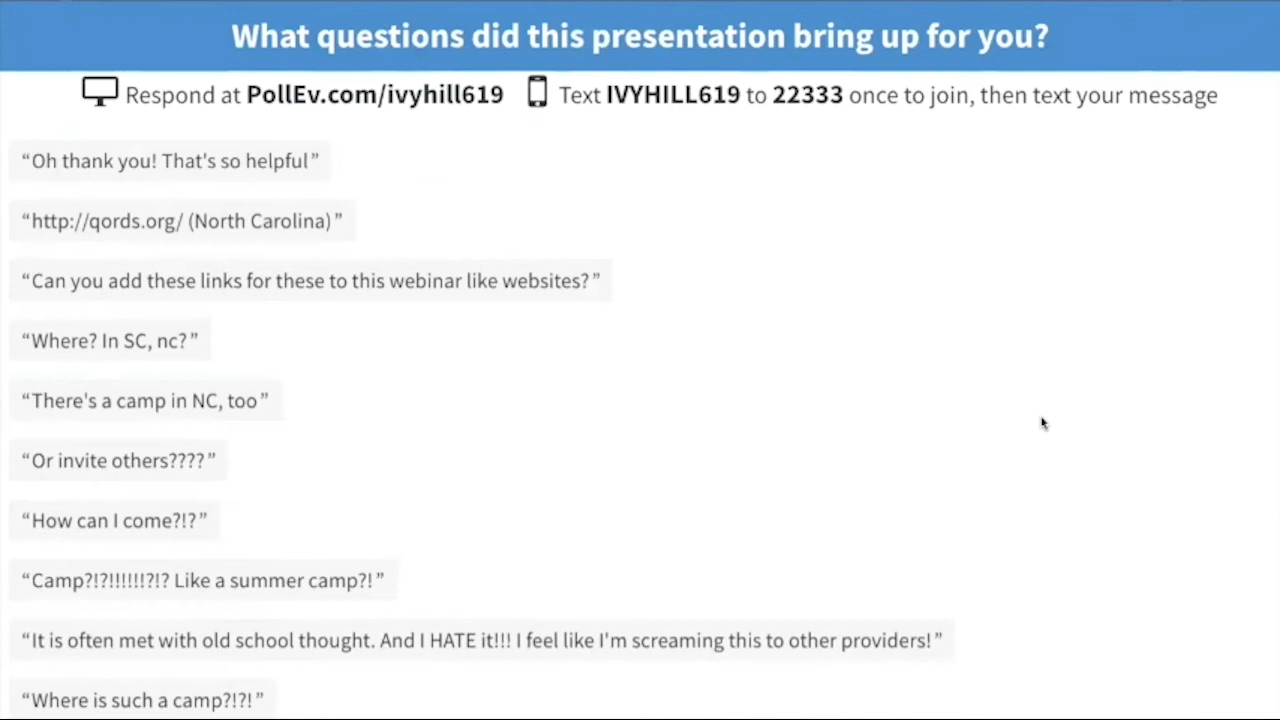 What questions did this presentation bring up for you?
Respond at PollEv.com/ivyhill619 Text IVYHILL619 to 22333 once to join, then text your message
“Oh thank you! That's so helpful”
“http://qords.org/ (North Carolina)”
“Can you add these links for these to this webinar like websites?”
“Where? In SC, nc?”
“There's a camp in NC, too”
“Or invite others????”
“How can I come?!?”
“Camp?!?!!!!!!?!? Like a summer camp?!”
“It is often met with old school thought. And I HATE it!!! I feel like I'm screaming this to other providers!”
“Where is such a camp?!?!”